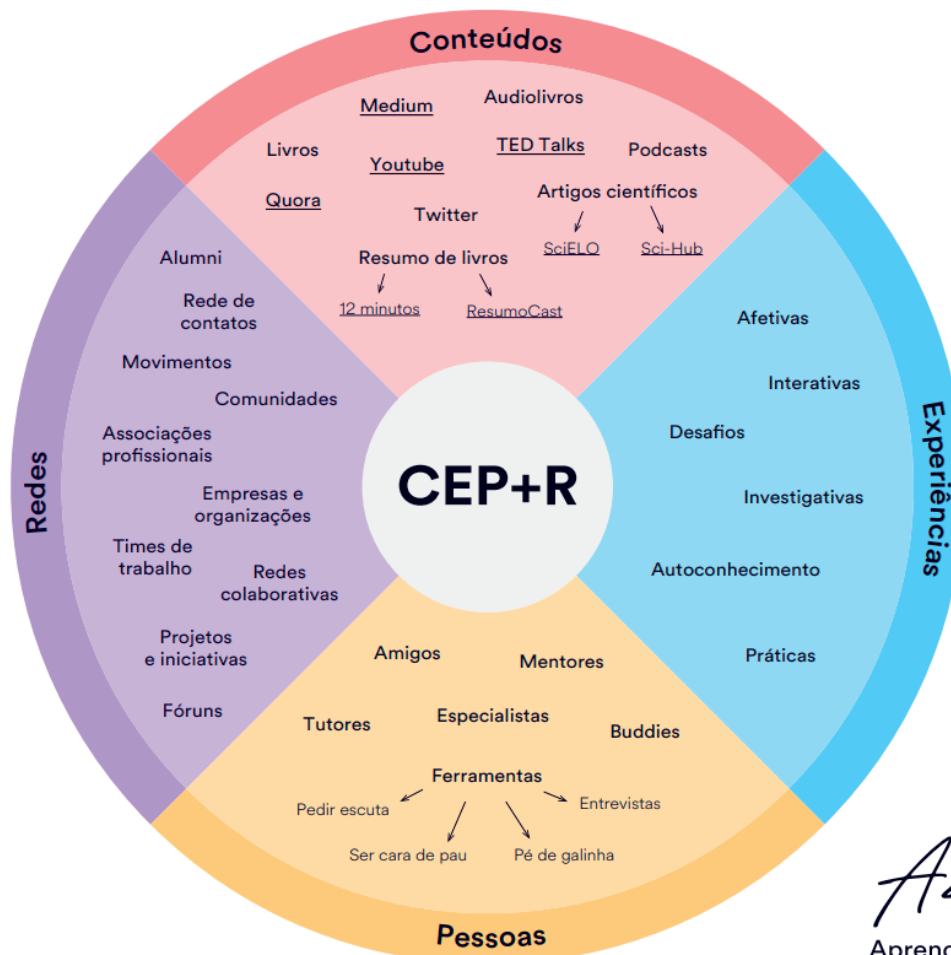 Conteúdos
Medium
Audiolivros
Livros
Youtube
TED Talks
Podcasts
Quora
Twitter
Artigos científicos
SciELO
Sci-Hub
Resumo de livros
12 minutos
ResumoCast
Redes
Alumni
Rede de
contatos
Movimentos
Comunidades
Associações
profissionais
Empresas e
organizações
Times de
trabalho
Redes
colaborativas
Projetos
e iniciativas
Fóruns
CEP+R
Experiências
Afetivas
Interativas
Desafios
Investigativas
Autoconhecimento
Práticas
Amigos
Mentores
Tutores
Especialistas
Buddies
Ferramentas
Pedir escuta
Entrevistas
Ser cara de pau
Pé de galinha
Pessoas